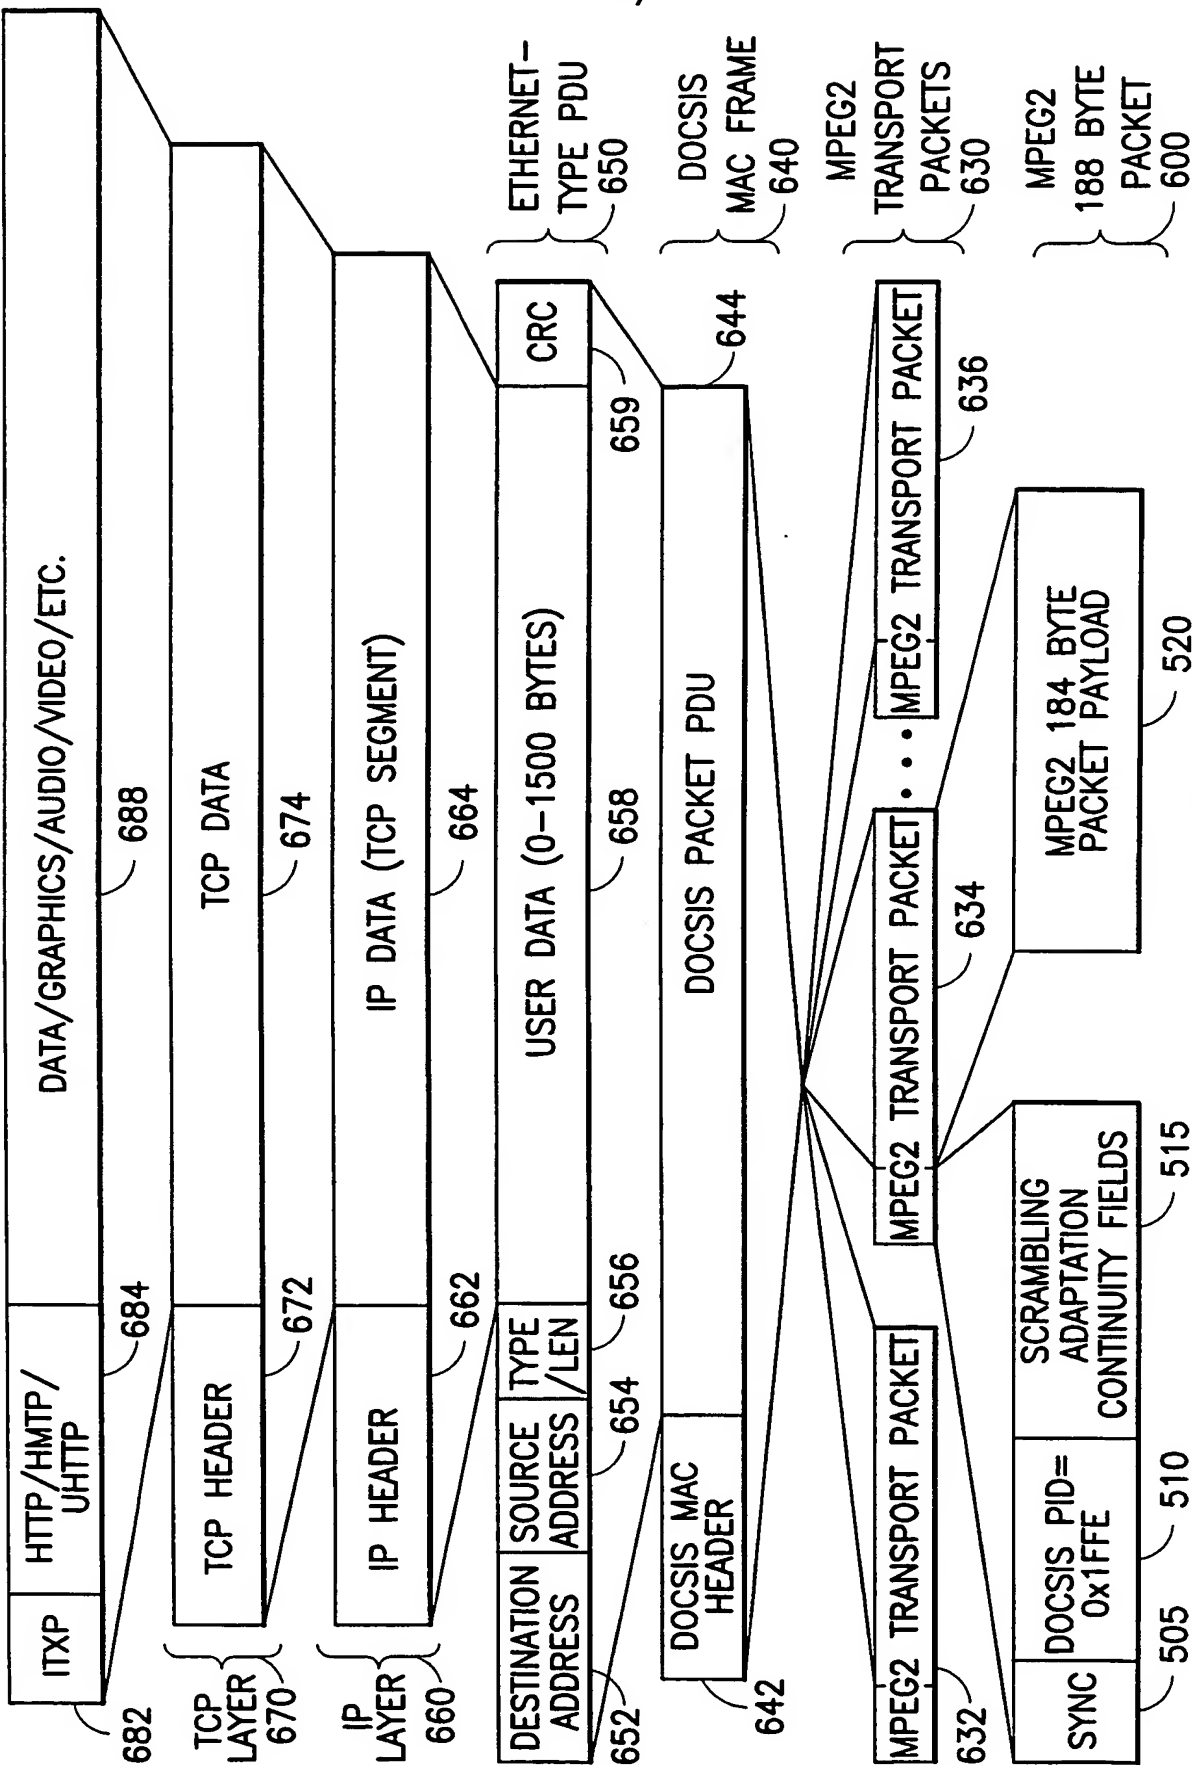 ITXP
HTTP/HMTP/
UHTTP
DATA/GRAPHICS/AUDIO/VIDEO/ETC.
682
684
688
TCP HEADER
TCP DATA
TCP
LAYER
670
672
674
IP HEADER
IP DATA (TCP SEGMENT)
IP
LAYER
660
662
664
DESTINATION
ADDRESS
SOURCE
ADDRESS
TYPE
/LEN
USER DATA (0-1500 BYTES)
CRC
ETHERNET-
TYPE PDU
650
652
654
656
658
659
DOCSIS MAC
HEADER
DOCSIS PACKET PDU
DOCSIS
MAC FRAME
640
642
644
MPEG2 TRANSPORT PACKET
MPEG2 TRANSPORT PACKET
MPEG2 TRANSPORT PACKET
MPEG2
TRANSPORT
PACKETS
630
632
634
636
SYNC
DOCSIS PID=
0x1FFE
SCRAMBLING
ADAPTATION
CONTINUITY FIELDS
MPEG2 184 BYTE
PACKET PAYLOAD
MPEG2
188 BYTE
PACKET
600
505
510
515
520